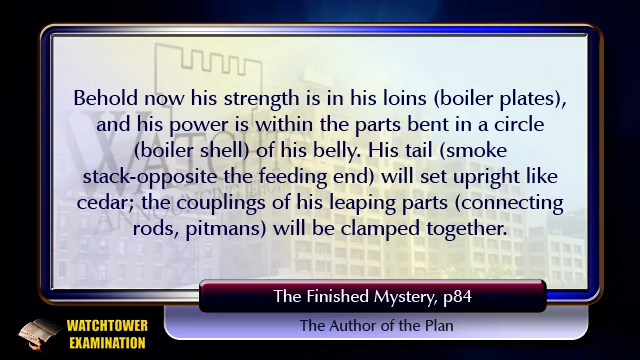 Behold now his strength is in his loins (boiler plates),
and his power is within the parts bent in a circle
(boiler shell) of his belly. His tail (smoke
stack-opposite the feeding end) will set upright like
cedar; the couplings of his leaping parts (connecting
rods, pitmans) will be clamped together.
The Finished Mystery, p84
The Author of the Plan
WATCHTOWER
EXAMINATION